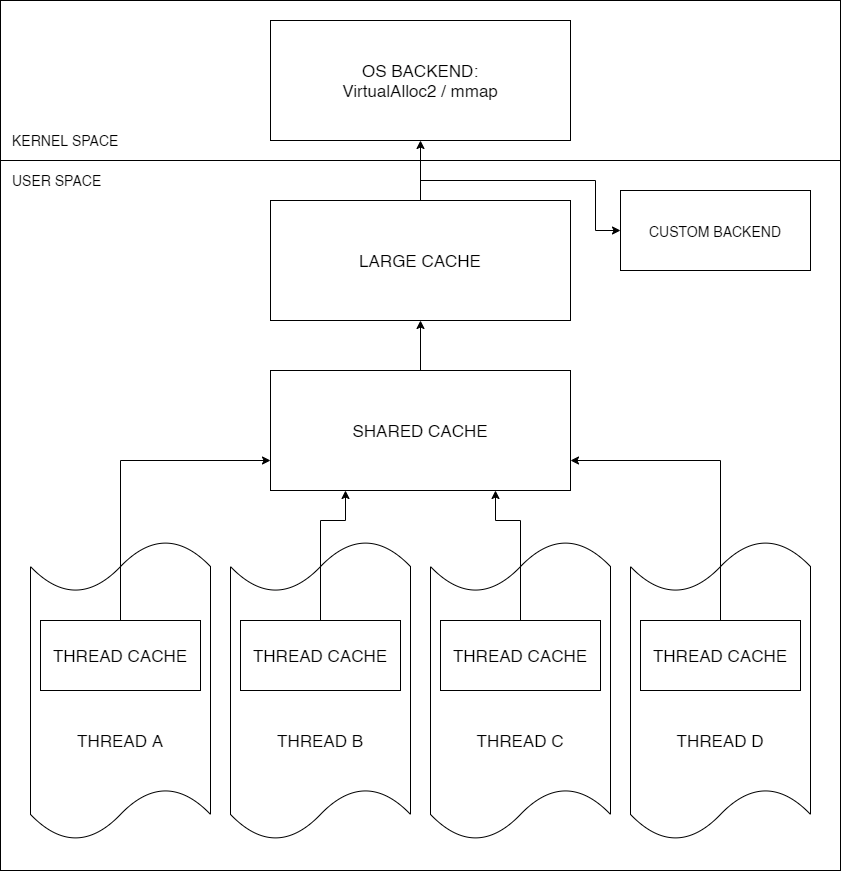 OS BACKEND:
VirtualAlloc2 / mmap
KERNEL SPACE
USER SPACE
CUSTOM BACKEND
LARGE CACHE
SHARED CACHE
THREAD CACHE
THREAD CACHE
THREAD CACHE
THREAD CACHE
THREAD A
THREAD B
THREAD C
THREAD D